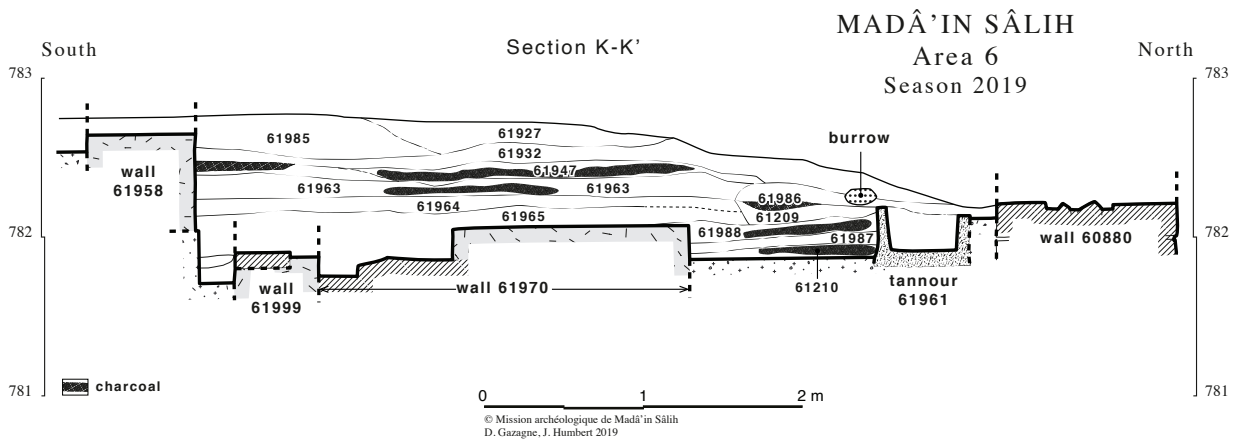 MADÂ'IN SÂLIH
Area 6
Season 2019
Section K-K'
South
North
783
783
61985
61927
burrow
61932
61947
wall
61958
61963
61963
61986
61964
61209
61965
61988
61987
782
782
wall 60880
wall
61999
wall 61970
61210
tannour
61961
781
781
charcoal
0 1 2 m
© Mission archéologique de Madâ'in Sâlih
D. Gazagne, J. Humbert 2019